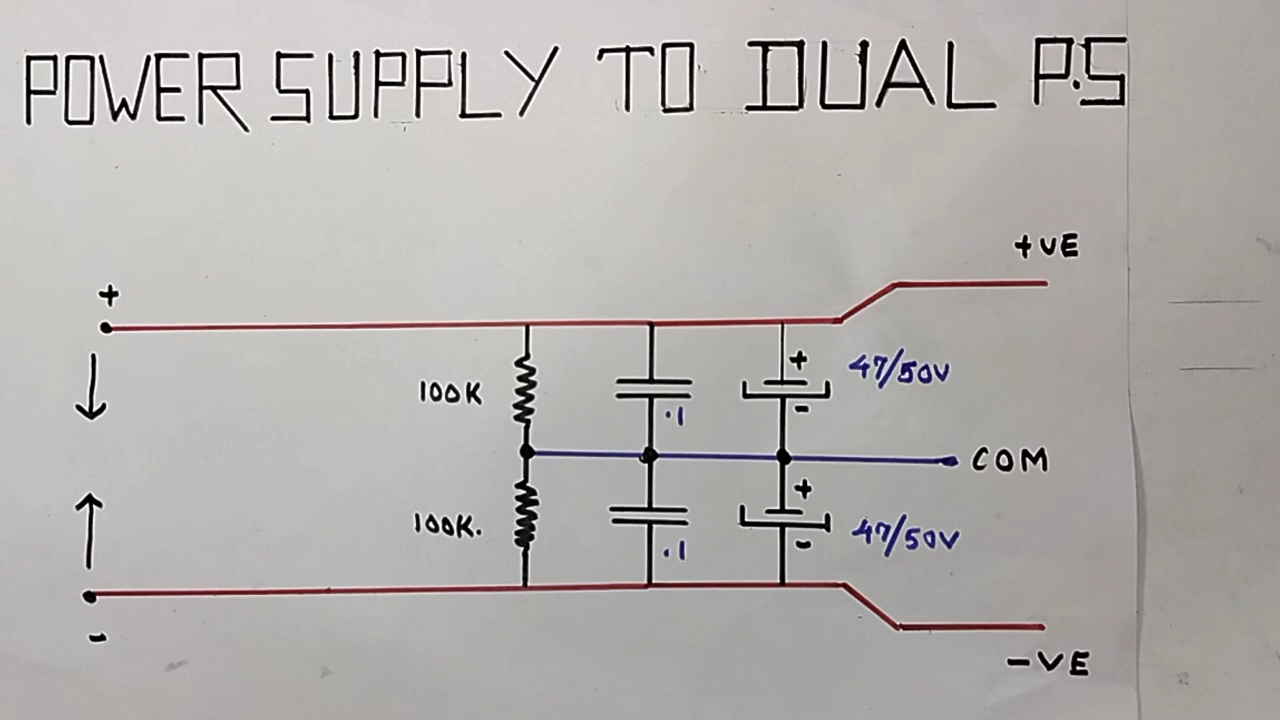 POWER SUPPLY TO DUAL P.S
+VE
+
+
47/50V
100K
-
.1
COM
+
100K.
47/50V
.1
-
-
-VE